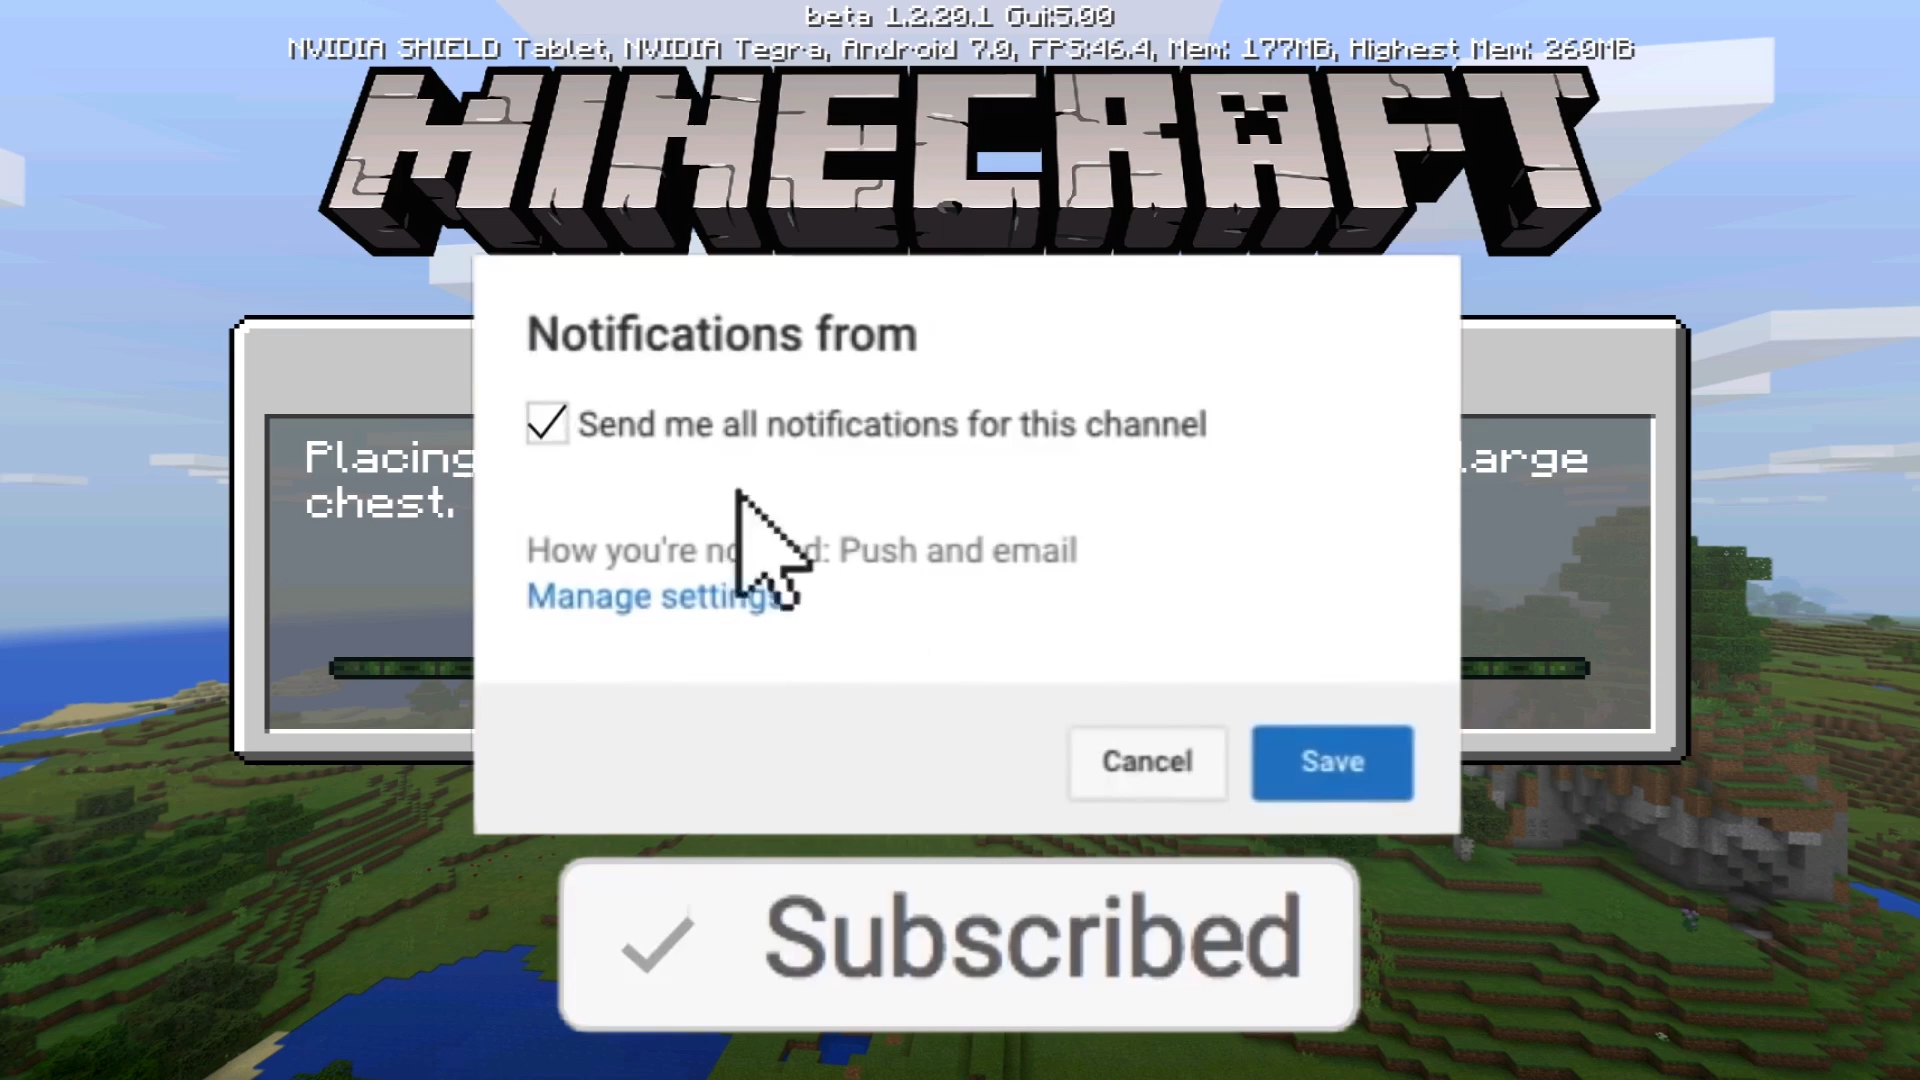 beta 1.2.20.1 Gui:5.00
NVIDIA SHIELD Tablet, NVIDIA Tegra, Android 7.0, FPS:46.4, Mem: 177MB, Highest Mem: 260MB
MINECRAFT
Notifications from
Send me all notifications for this channel
Placing
arge
chest.
How you're no d: Push and email
Manage settings
Cancel
Save
Subscribed